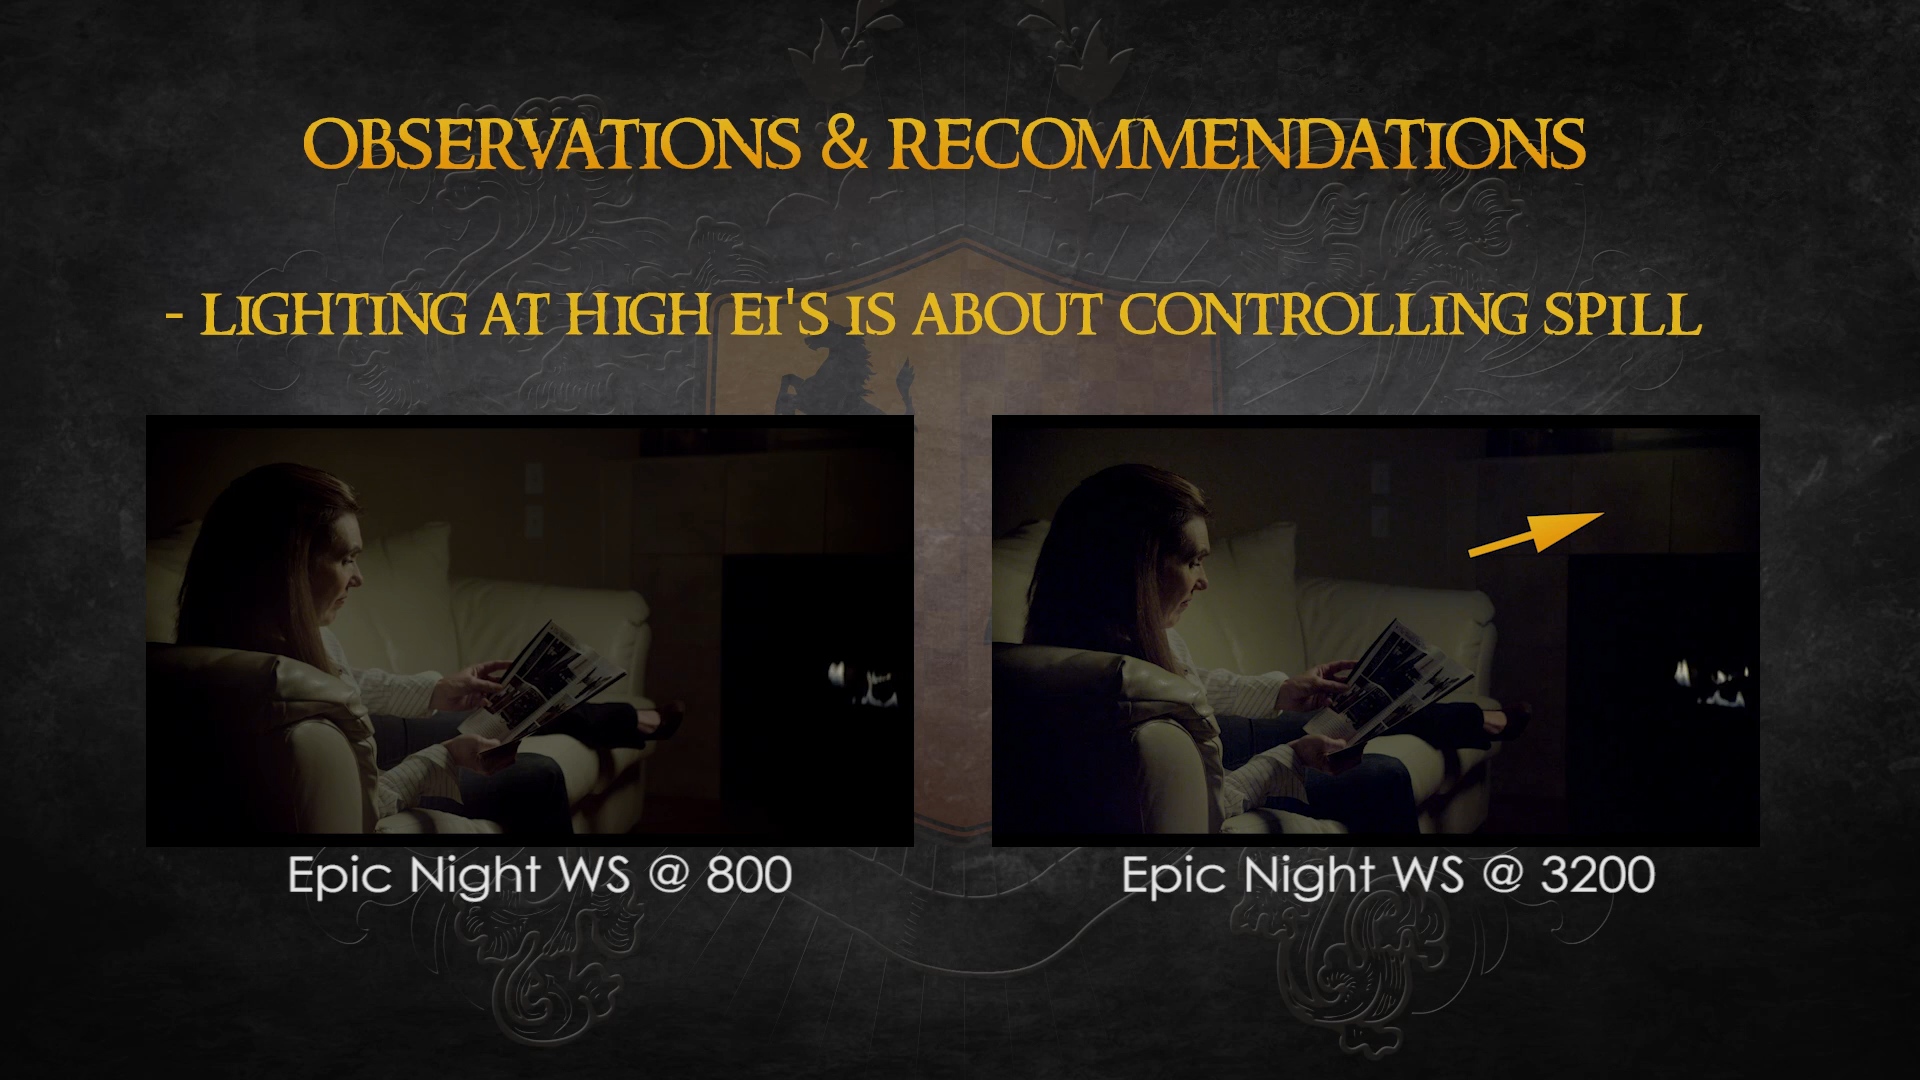 OBSERVATIONS & RECOMMENDATIONS
- LIGHTING AT HIGH EI'S IS ABOUT CONTROLLING SPILL
Epic Night WS @ 800
Epic Night WS @ 3200